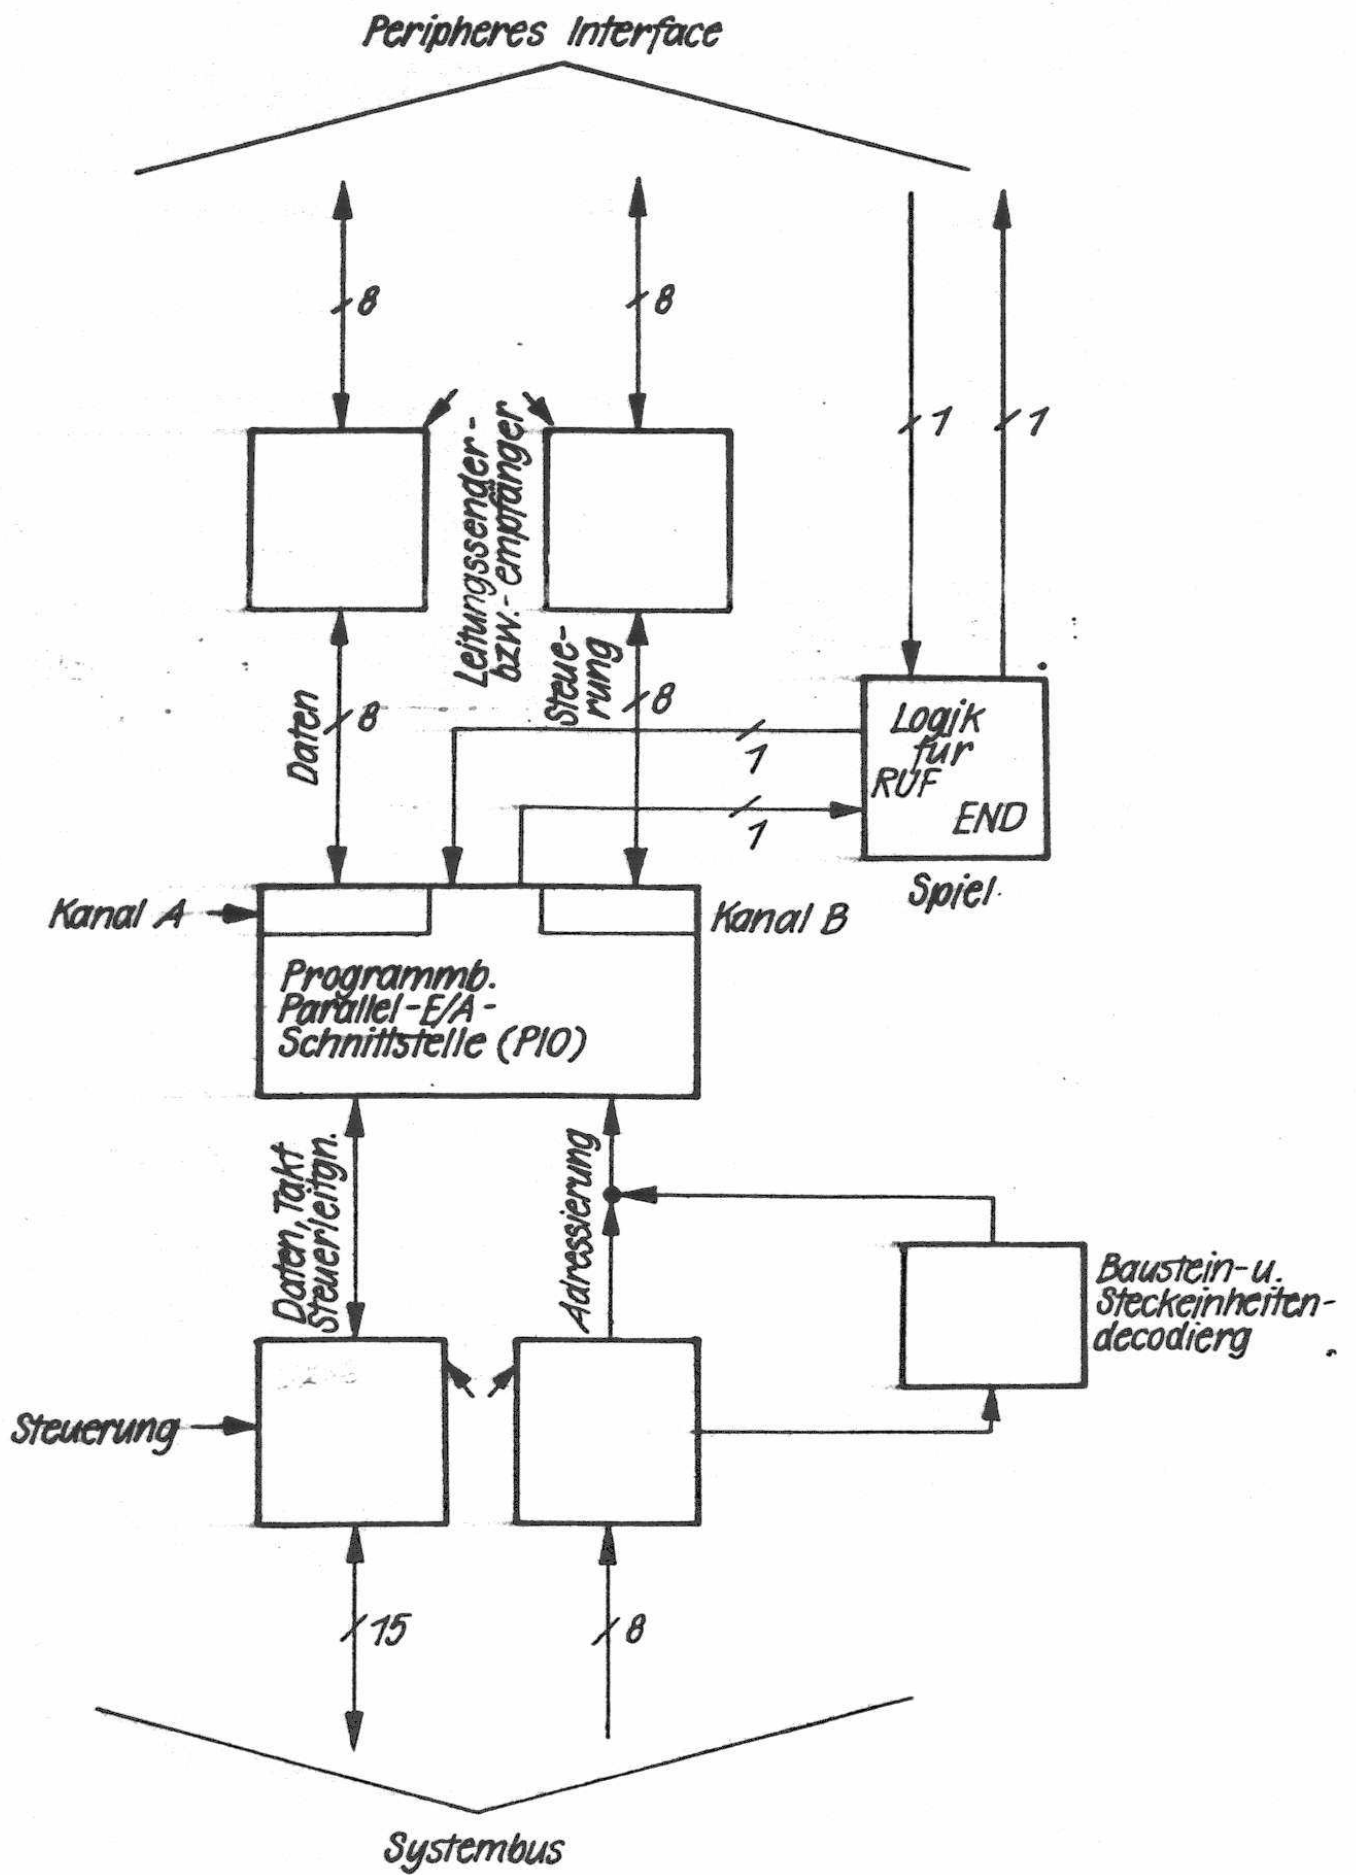 Peripheres Interface
8
8
1
1
Leitungssender-
bzw.-empfänger
Daten
8
Steue-
rung
8
1
1
Logik
für
RUF
END
Spiel.
Kanal A
Kanal B
Programmb.
Parallel-E/A-
Schnittstelle (PIO)
Daten, Takt
Steuerleitgn.
Adressierung
Baustein-u.
Steckeinheiten-
decodierg
Steuerung
15
8
Systembus